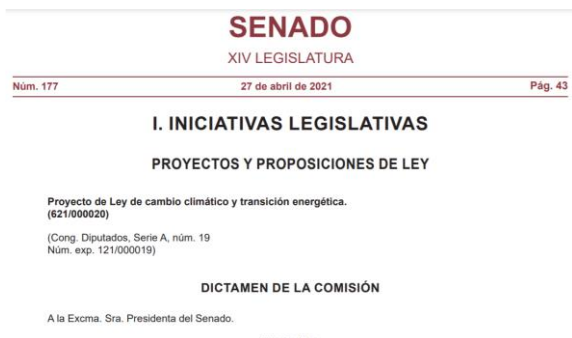 SENADO
XIV LEGISLATURA
Núm. 177 27 de abril de 2021 Pág. 43
I. INICIATIVAS LEGISLATIVAS
PROYECTOS Y PROPOSICIONES DE LEY
Proyecto de Ley de cambio climático y transición energética.
(621/000020)
(Cong. Diputados, Serie A, núm. 19
Núm. exp. 121/000019)
DICTAMEN DE LA COMISIÓN
A la Excma. Sra. Presidenta del Senado.